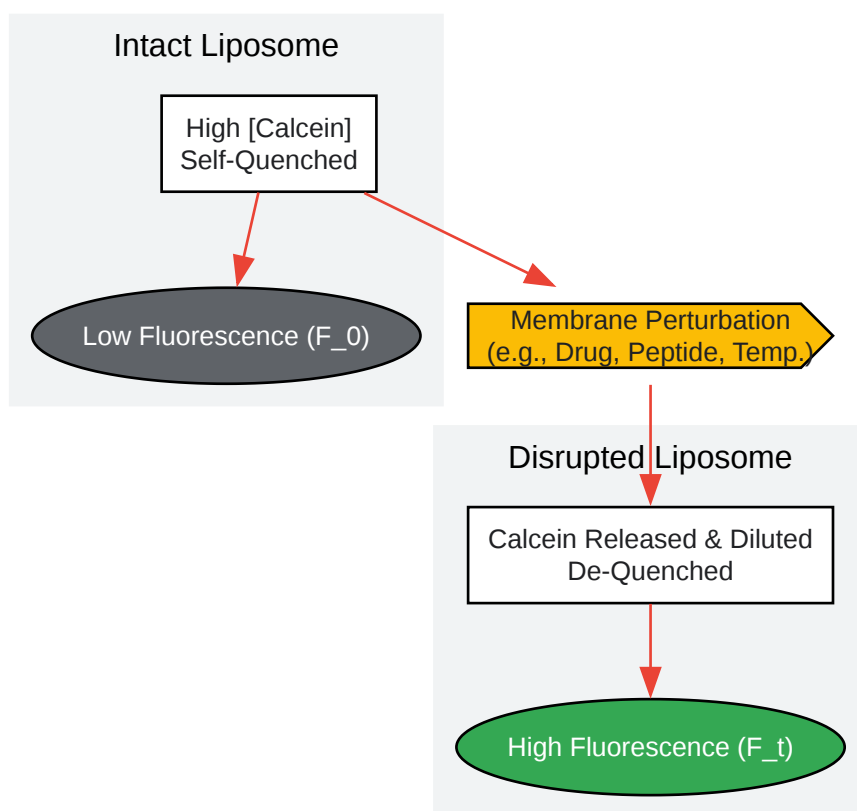 Intact Liposome
High [Calcein]
Self-Quenched
Low Fluorescence (F_0)
Membrane Perturbation
(e.g., Drug, Peptide, Temp.)
Disrupted Liposome
Calcein Released & Diluted
De-Quenched
High Fluorescence (F_t)